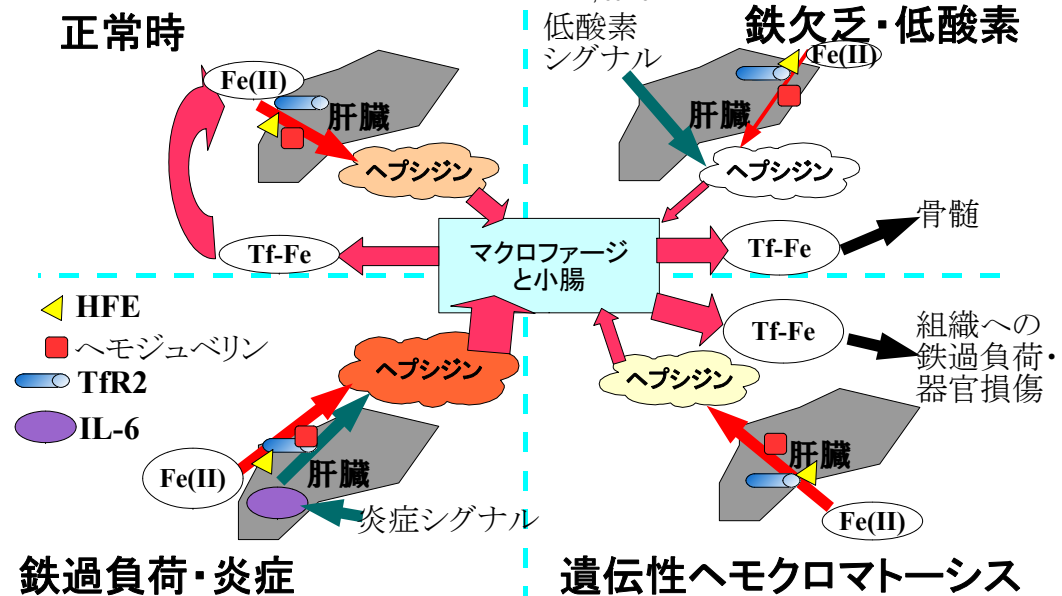 正常時
Fe(II)
肝臓
ヘプシジン
Tf-Fe
低酸素
シグナル
鉄欠乏・低酸素
Fe(II)
肝臓
ヘプシジン
Tf-Fe
骨髄
マクロファージ
と小腸
HFE
ヘモジュベリン
TfR2
IL-6
ヘプシジン
Fe(II)
肝臓
炎症シグナル
鉄過負荷・炎症
Tf-Fe
組織への
鉄過負荷・
器官損傷
ヘプシジン
肝臓
Fe(II)
遺伝性ヘモクロマトーシス